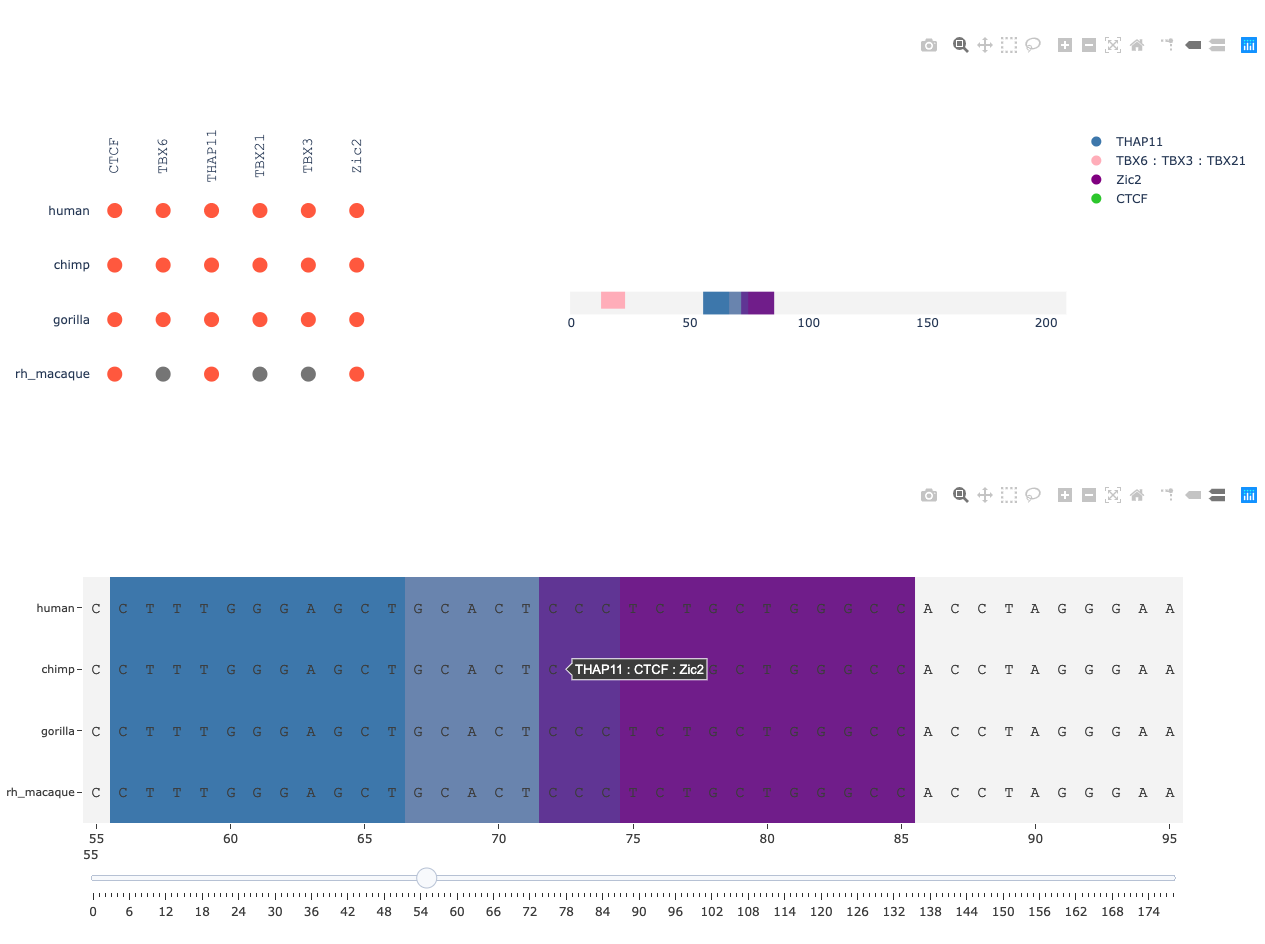 CTCF TBX6 THAP11 TBX21 TBX3 Zic2
human
chimp
gorilla
rh_macaque
THAP11
TBX6 : TBX3 : TBX21
Zic2
CTCF
0 50 100 150 200
human C C T T T G G G A G C T G C A C T C C C T C T G C T G G G C C A C C T A G G G A A
chimp C C T T T G G G A G C T G C A C T C THAP11 : CTCF : Zic2 G C T G G G C C A C C T A G G G A A
gorilla C C T T T G G G A G C T G C A C T C C C T C T G C T G G G C C A C C T A G G G A A
rh_macaque C C T T T G G G A G C T G C A C T C C C T C T G C T G G G C C A C C T A G G G A A
55 60 65 70 75 80 85 90 95
55
0 6 12 18 24 30 36 42 48 54 60 66 72 78 84 90 96 102 108 114 120 126 132 138 144 150 156 162 168 174